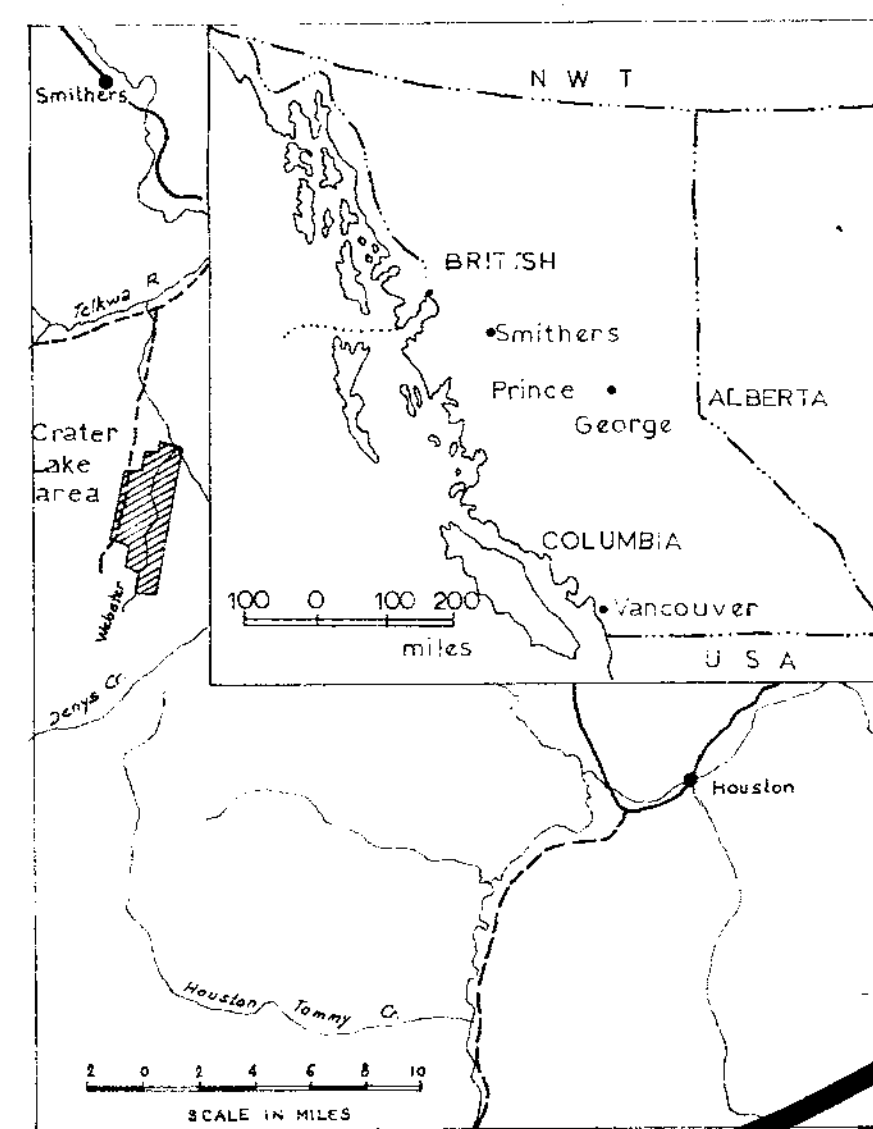 N W T
Smithers
BRITISH
Telkwa R.
Smithers
Prince
George
ALBERTA
Crater
Lake
area
COLUMBIA
Webster
100 0 100 200
miles
Vancouver
U S A
Denys Cr.
Houston
Houston Tommy Cr.
2 0 2 4 6 8 10
SCALE IN MILES